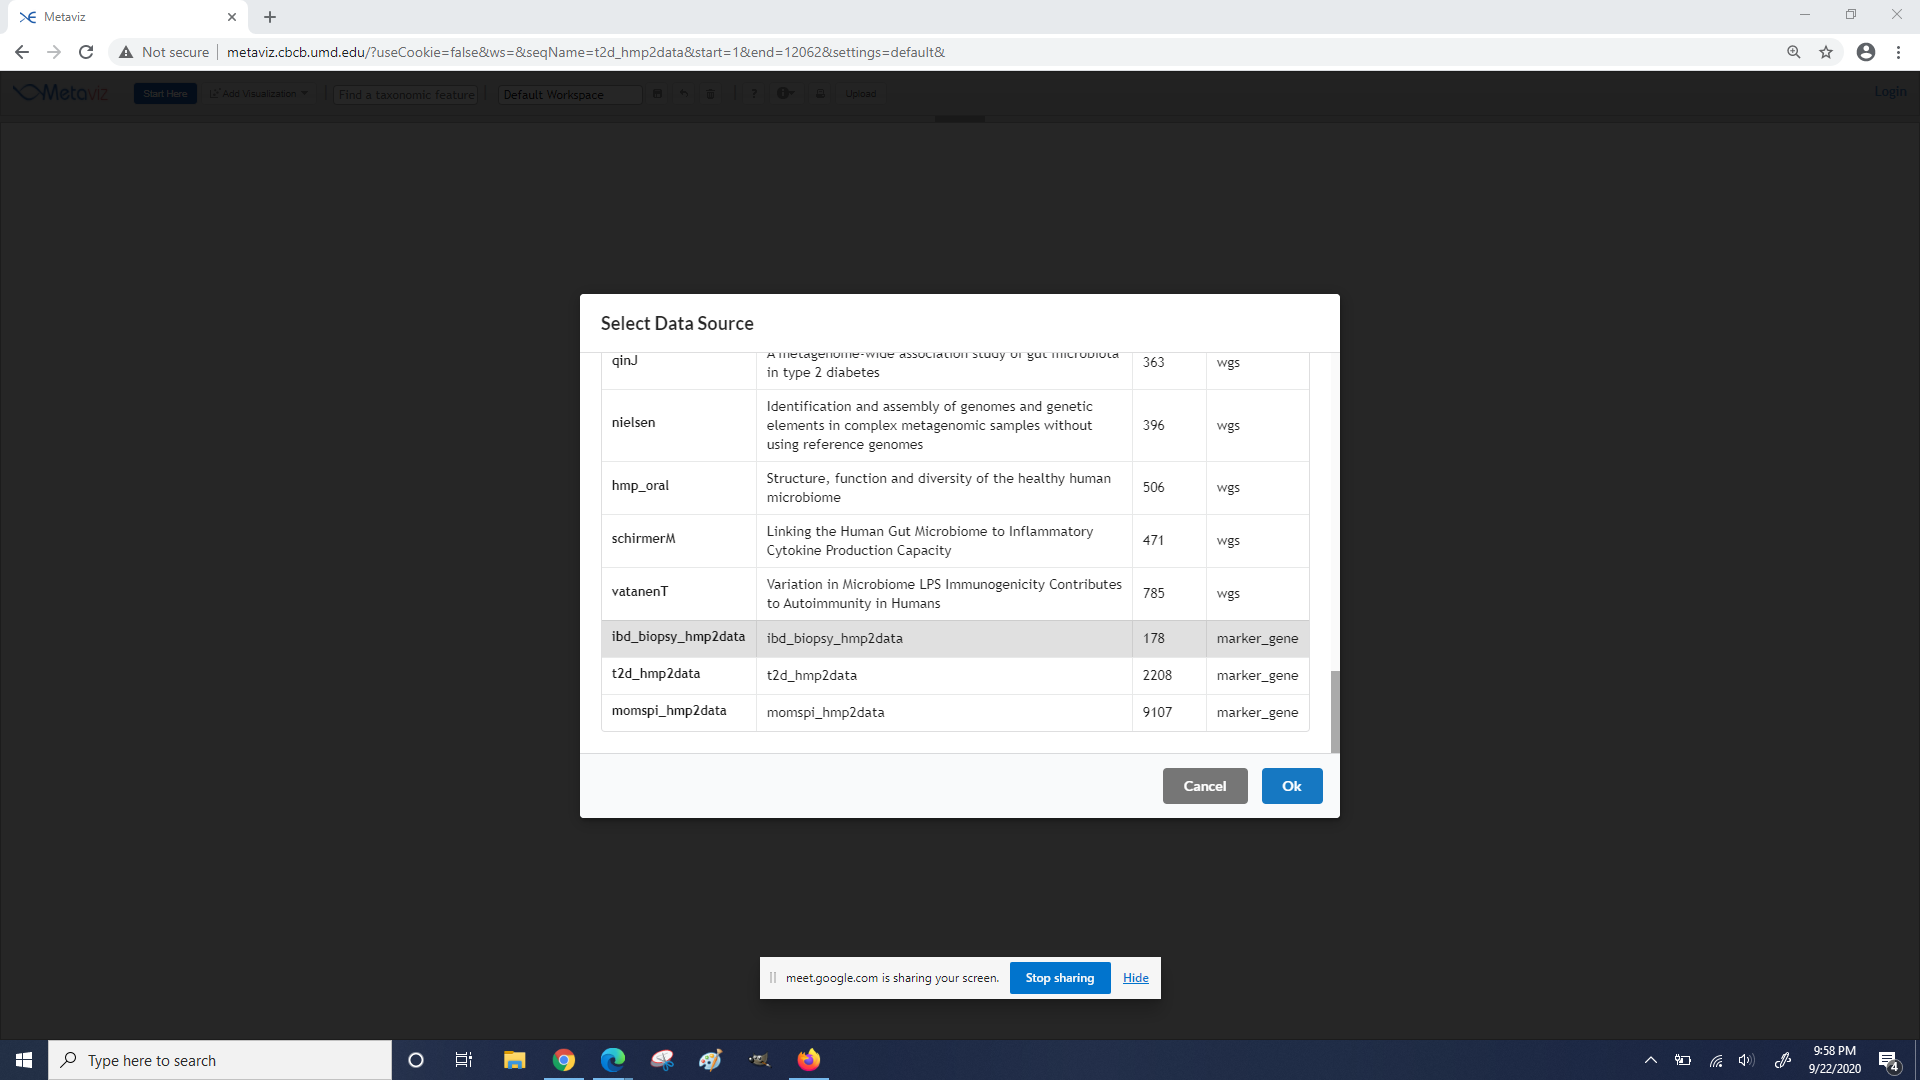 Metaviz
Not secure
metaviz.cbcb.umd.edu/?useCookie=false&ws=&seqName=t2d_hmp2data&start=1&end=12062&settings=default&
Metaviz
Start Here
Add Visualization
Find a taxonomic feature
Default Workspace
?
Upload
Login
Select Data Source
qinJ
A metagenome-wide association study of gut microbiota
in type 2 diabetes
363
wgs
nielsen
Identification and assembly of genomes and genetic
elements in complex metagenomic samples without
using reference genomes
396
wgs
hmp_oral
Structure, function and diversity of the healthy human
microbiome
506
wgs
schirmerM
Linking the Human Gut Microbiome to Inflammatory
Cytokine Production Capacity
471
wgs
vatanenT
Variation in Microbiome LPS Immunogenicity Contributes
to Autoimmunity in Humans
785
wgs
ibd_biopsy_hmp2data
ibd_biopsy_hmp2data
178
marker_gene
t2d_hmp2data
t2d_hmp2data
2208
marker_gene
momspi_hmp2data
momspi_hmp2data
9107
marker_gene
Cancel
Ok
meet.google.com is sharing your screen.
Stop sharing
Hide
Type here to search
9:58 PM
9/22/2020
4